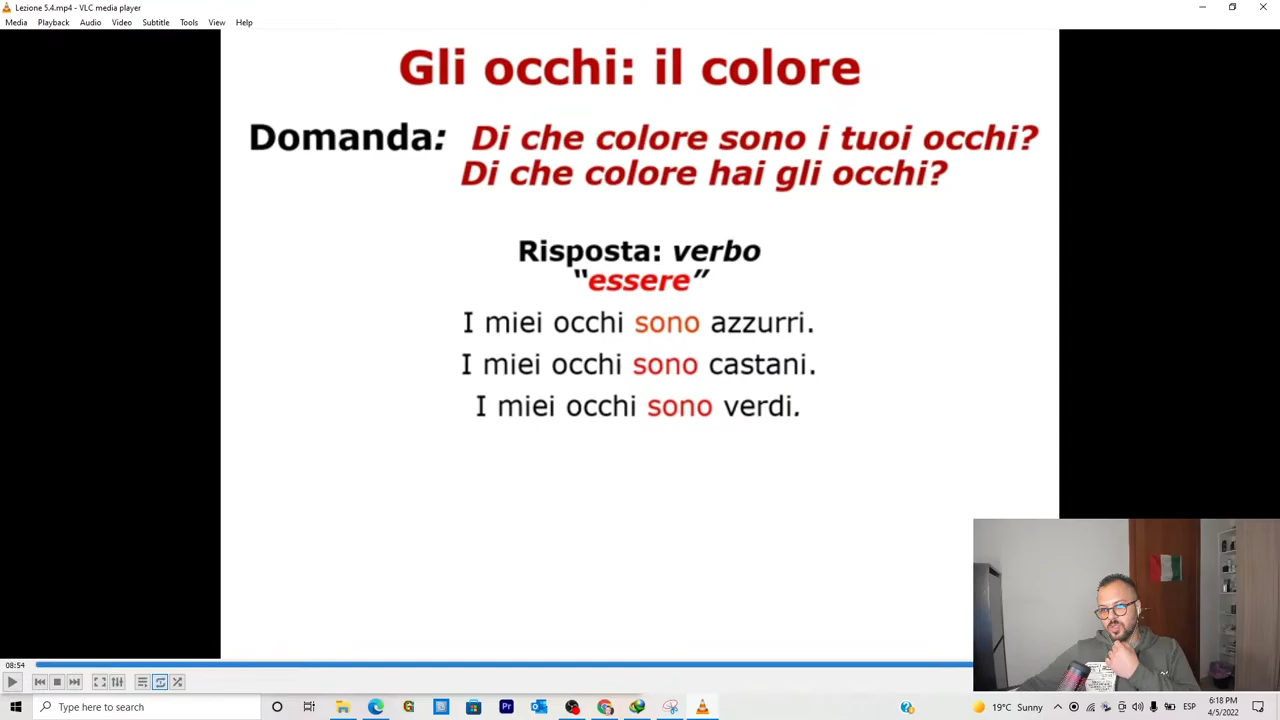 Lezione 5.4.mp4 - VLC media player
Media Playback Audio Video Subtitle Tools View Help
Gli occhi: il colore
Domanda: Di che colore sono i tuoi occhi?
Di che colore hai gli occhi?
Risposta: verbo
“essere”
I miei occhi sono azzurri.
I miei occhi sono castani.
I miei occhi sono verdi.
08:54
Type here to search
Pr
19°C Sunny
ESP
6:18 PM
4/5/2022